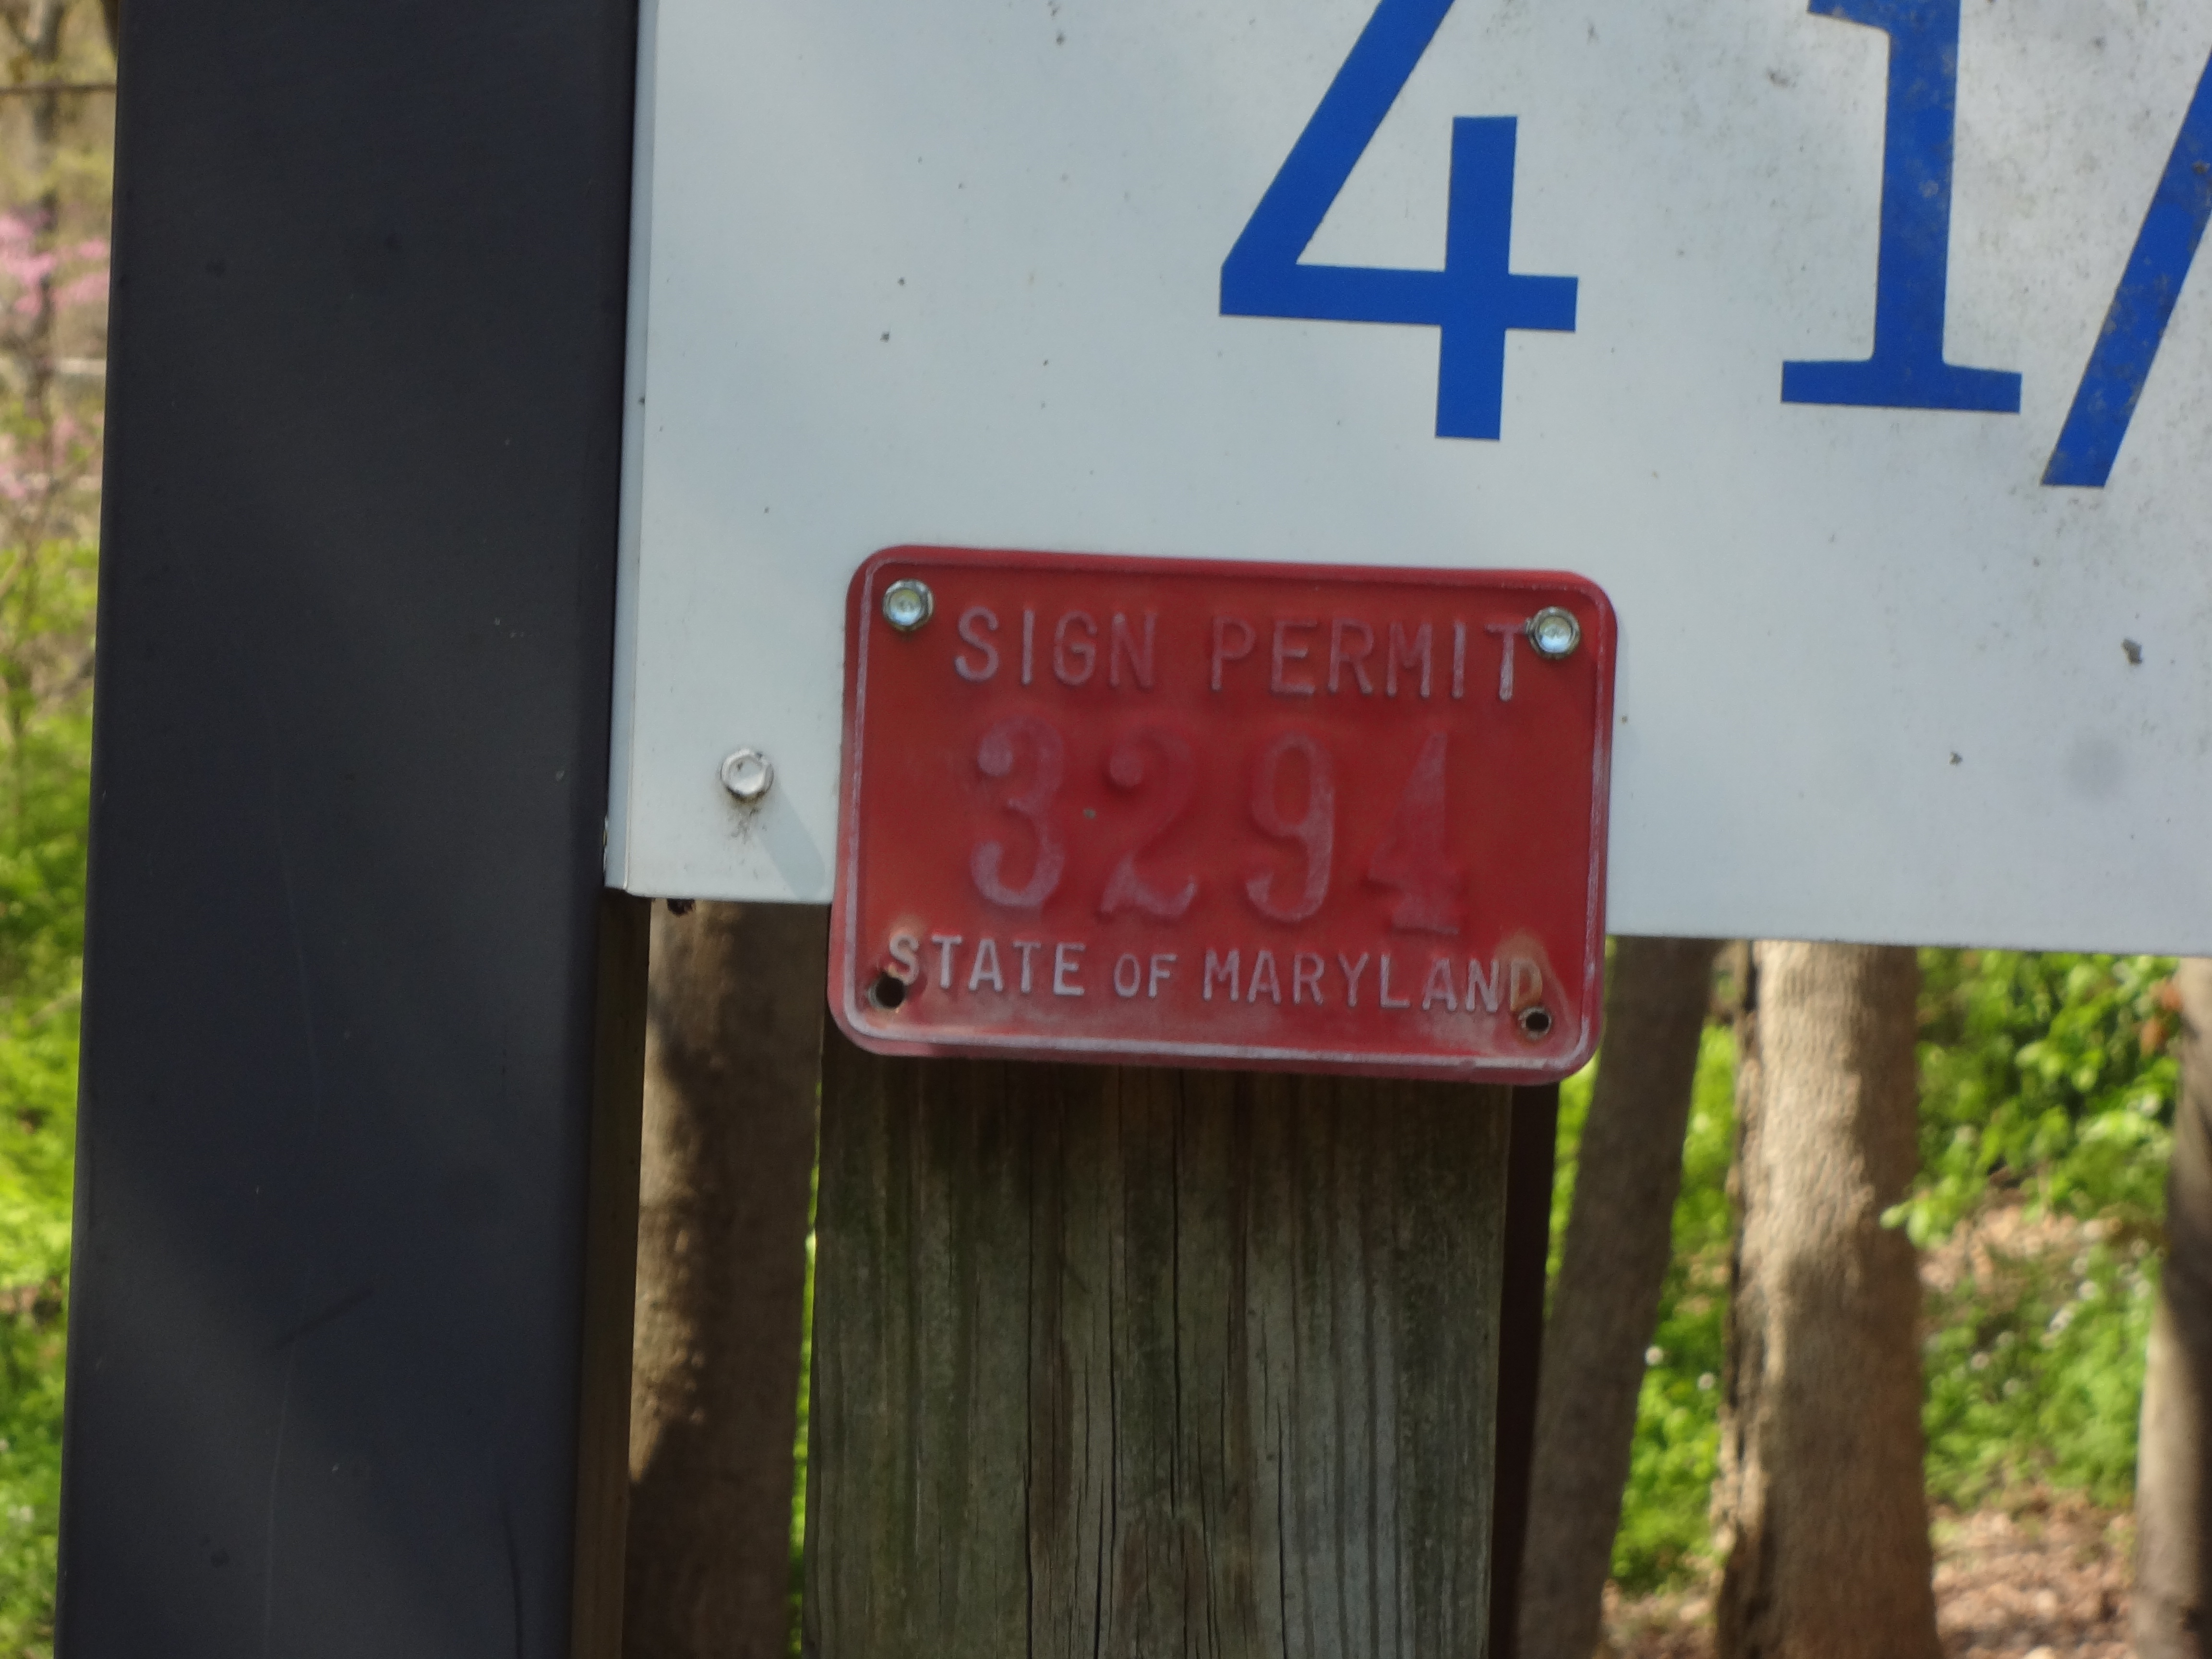 4 1/
SIGN PERMIT
3294
STATE OF MARYLAND